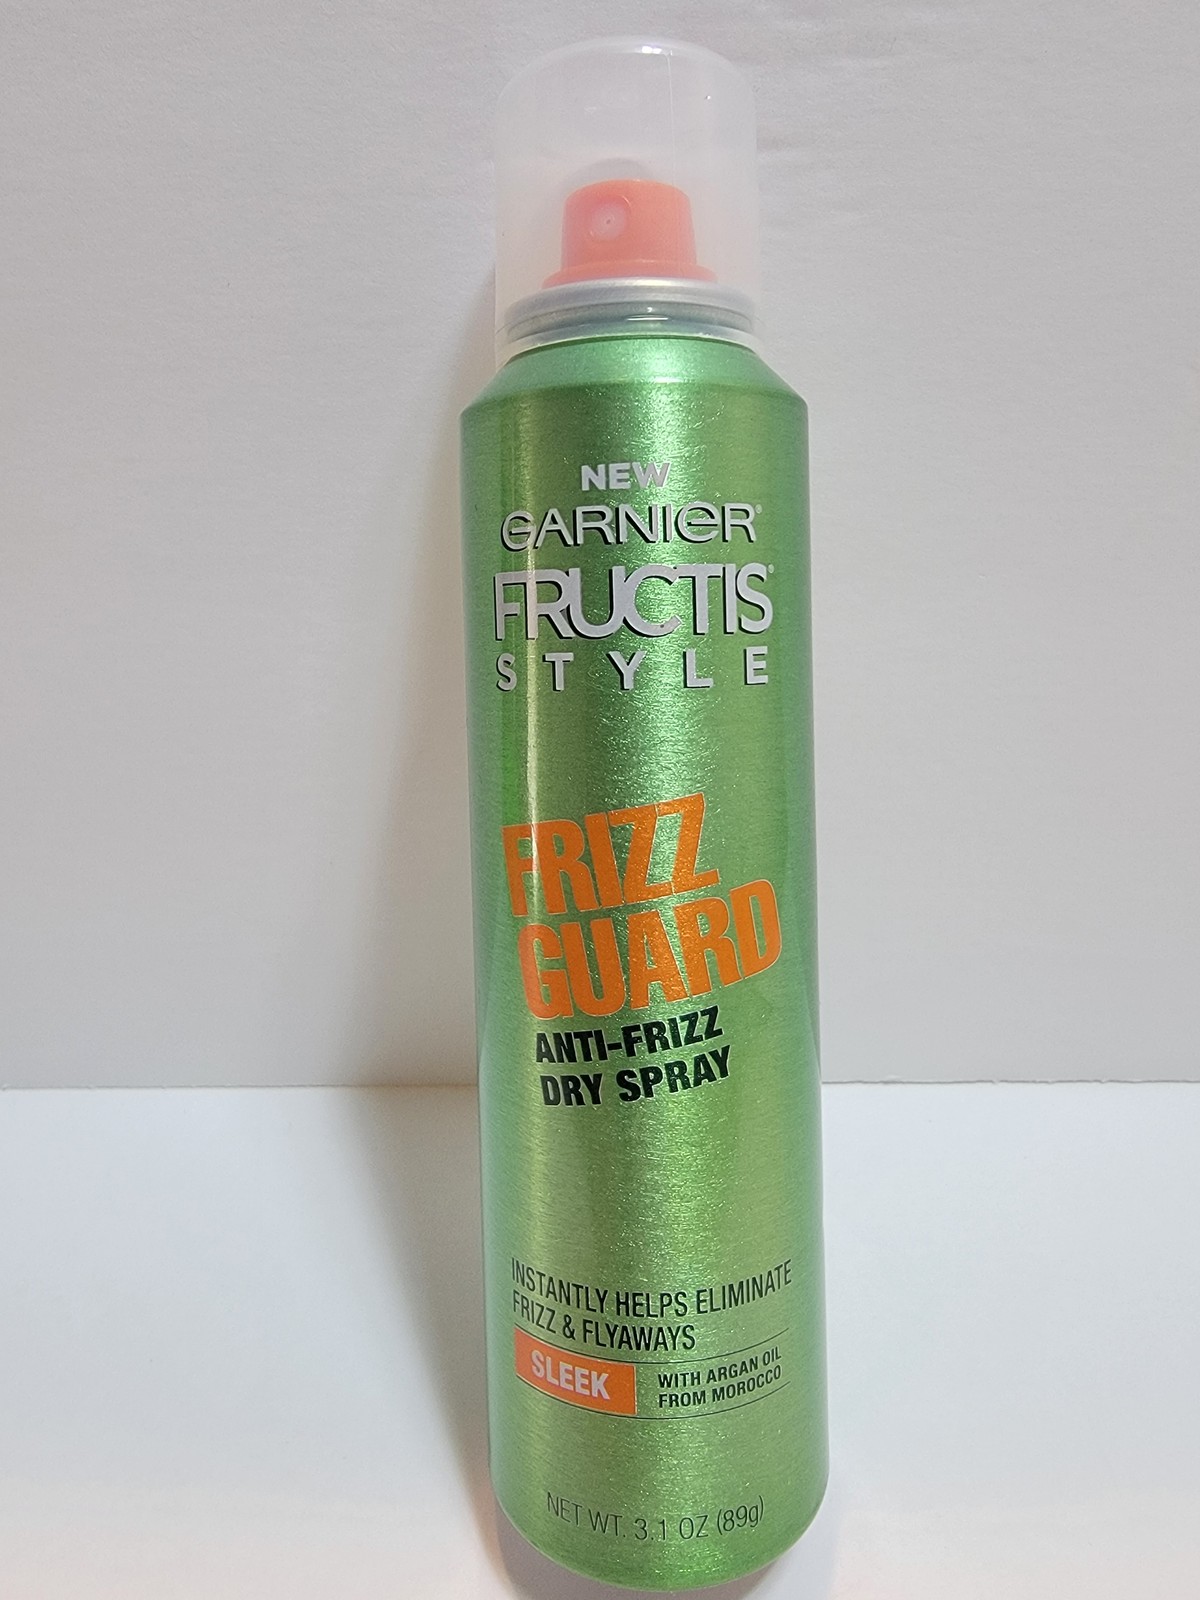 NEW
GARNIER®
FRUCTIS®
STYLE
FRIZZ
GUARD
ANTI-FRIZZ
DRY SPRAY
INSTANTLY HELPS ELIMINATE
FRIZZ & FLYAWAYS
SLEEK
WITH ARGAN OIL
FROM MOROCCO
NET WT. 3.1 OZ (89g)